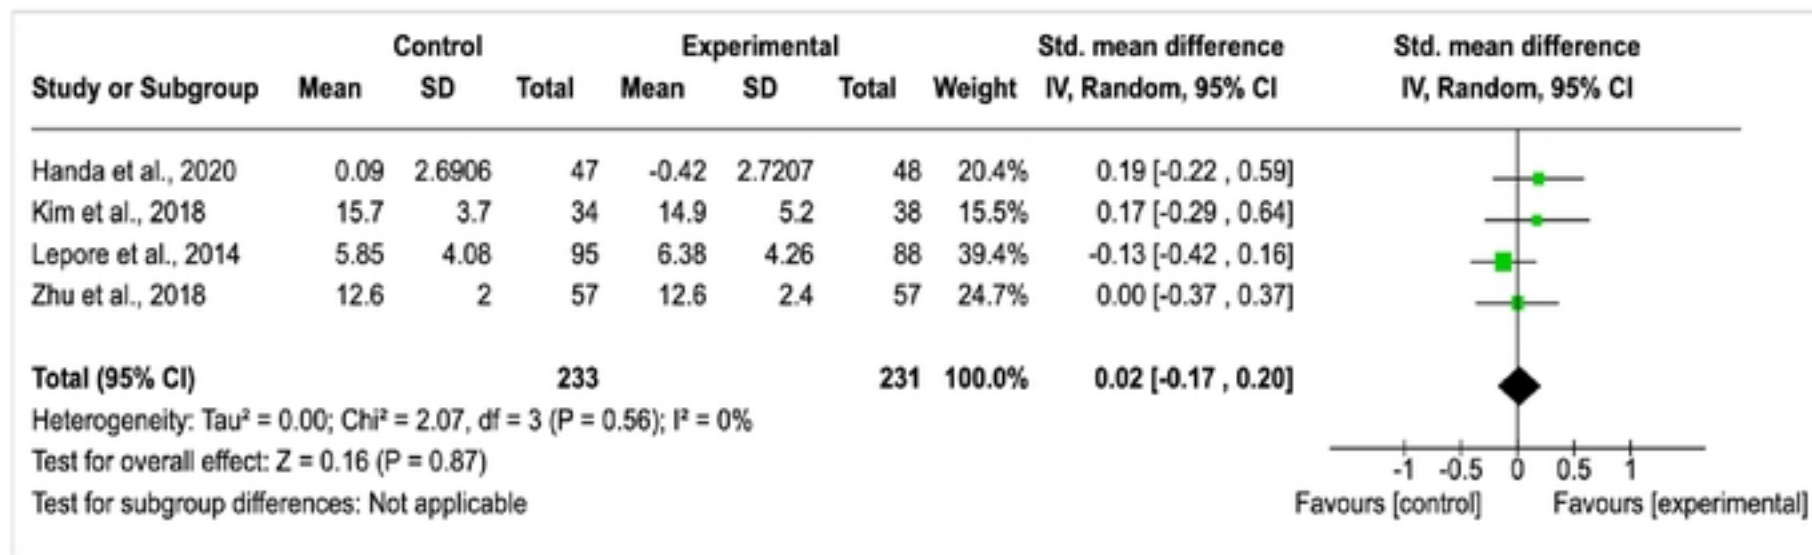 Control Experimental Std. mean difference Std. mean difference
Study or Subgroup Mean SD Total Mean SD Total Weight IV, Random, 95% CI IV, Random, 95% CI
Handa et al., 2020 0.09 2.6906 47 -0.42 2.7207 48 20.4% 0.19 [-0.22 , 0.59]
Kim et al., 2018 15.7 3.7 34 14.9 5.2 38 15.5% 0.17 [-0.29 , 0.64]
Lepore et al., 2014 5.85 4.08 95 6.38 4.26 88 39.4% -0.13 [-0.42 , 0.16]
Zhu et al., 2018 12.6 2 57 12.6 2.4 57 24.7% 0.00 [-0.37 , 0.37]
Total (95% CI) 233 231 100.0% 0.02 [-0.17 , 0.20]
Heterogeneity: Tau² = 0.00; Chi² = 2.07, df = 3 (P = 0.56); I² = 0%
Test for overall effect: Z = 0.16 (P = 0.87)
Test for subgroup differences: Not applicable
-1 -0.5 0 0.5 1
Favours [control] Favours [experimental]